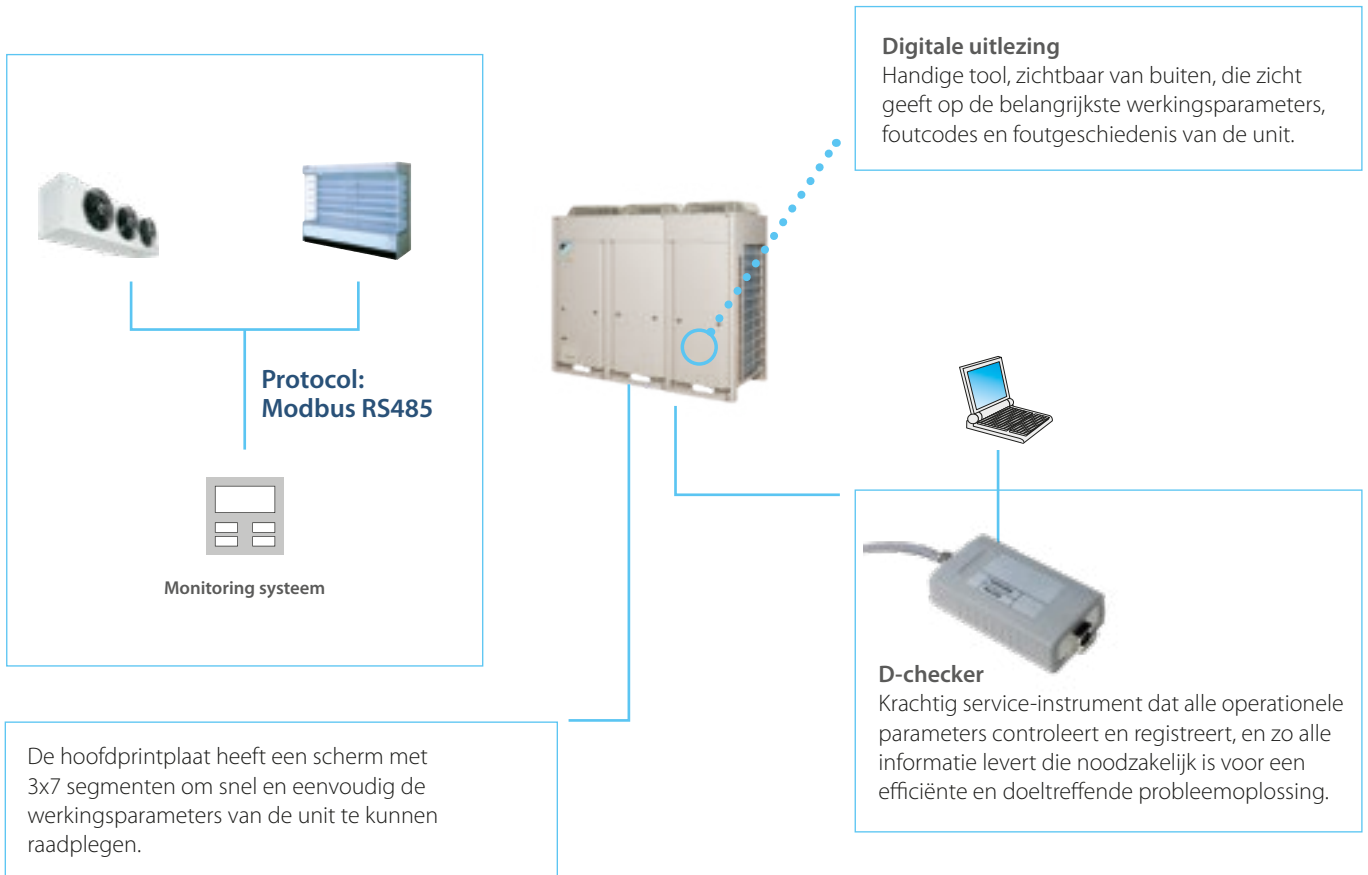 Digitale uitlezing
Handige tool, zichtbaar van buiten, die zicht
geeft op de belangrijkste werkingsparameters,
foutcodes en foutgeschiedenis van de unit.
Protocol:
Modbus RS485
Monitoring systeem
D-checker
Krachtig service-instrument dat alle operationele
parameters controleert en registreert, en zo alle
informatie levert die noodzakelijk is voor een
efficiënte en doeltreffende probleemoplossing.
De hoofdprintplaat heeft een scherm met
3x7 segmenten om snel en eenvoudig de
werkingsparameters van de unit te kunnen
raadplegen.